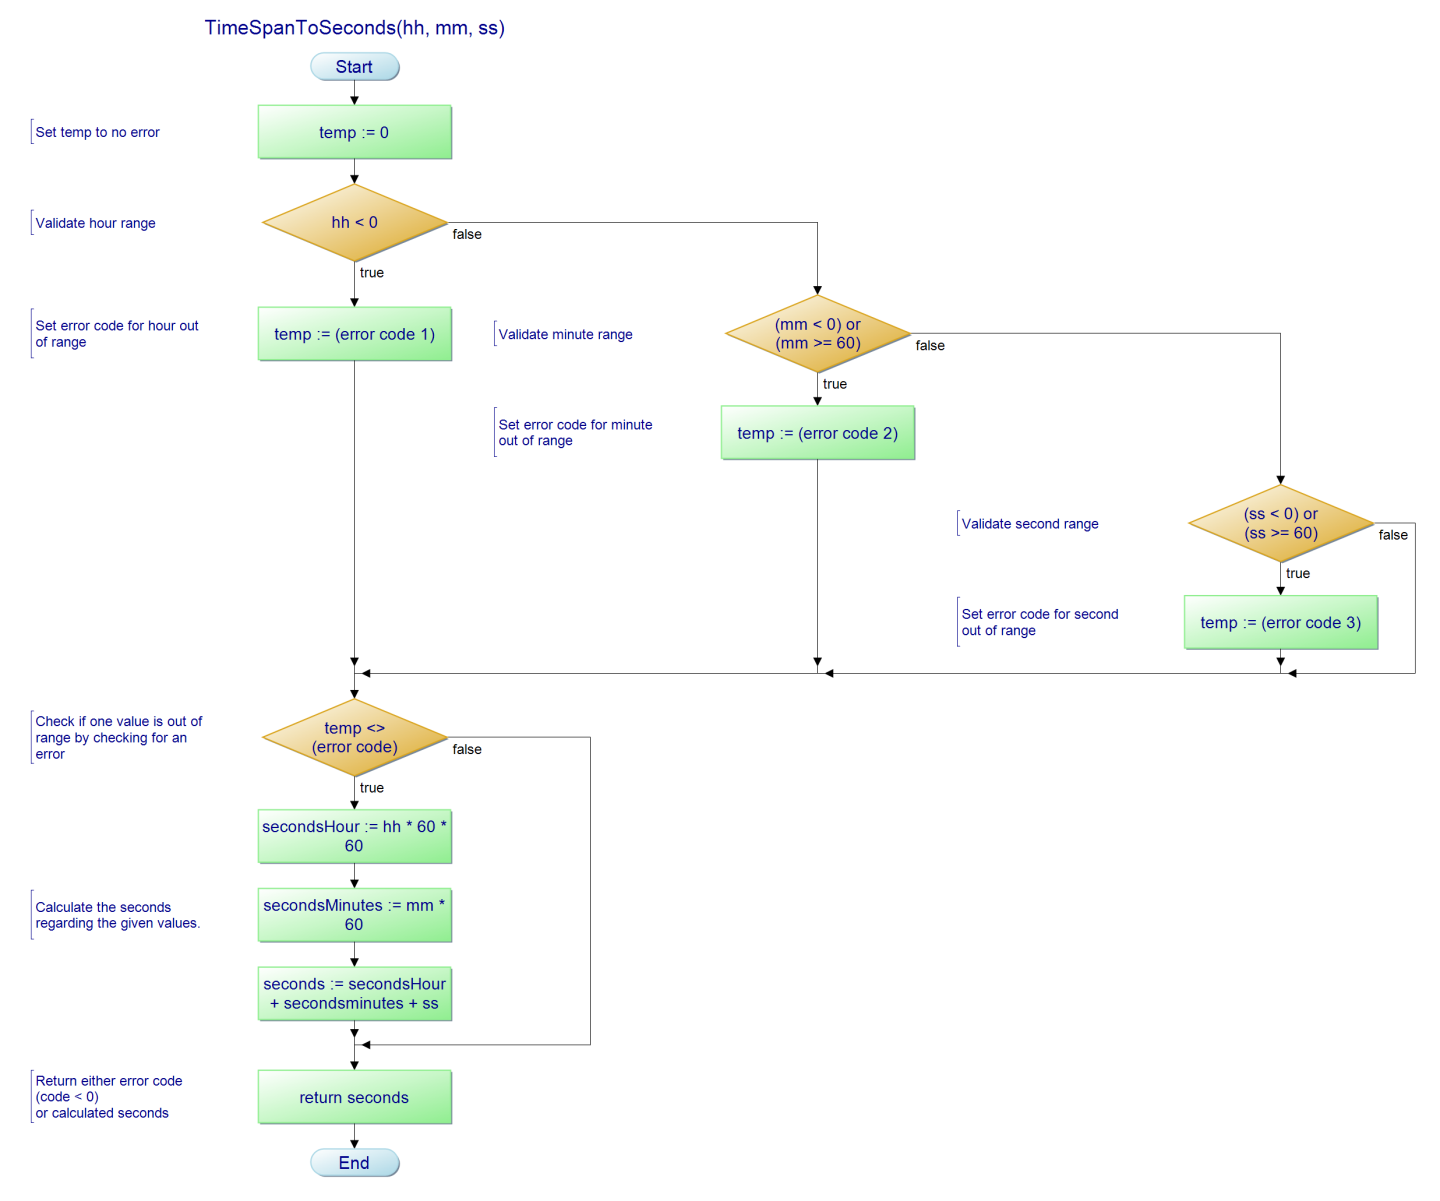 TimeSpanToSeconds(hh, mm, ss)
Start
Set temp to no error
temp := 0
Validate hour range
hh < 0
false
true
Set error code for hour out
of range
temp := (error code 1)
Validate minute range
(mm < 0) or
(mm >= 60)
false
true
Set error code for minute
out of range
temp := (error code 2)
Validate second range
(ss < 0) or
(ss >= 60)
false
true
Set error code for second
out of range
temp := (error code 3)
Check if one value is out of
range by checking for an
error
temp <>
(error code)
false
true
secondsHour := hh * 60 *
60
Calculate the seconds
regarding the given values.
secondsMinutes := mm *
60
seconds := secondsHour
+ secondsminutes + ss
Return either error code
(code < 0)
or calculated seconds
return seconds
End